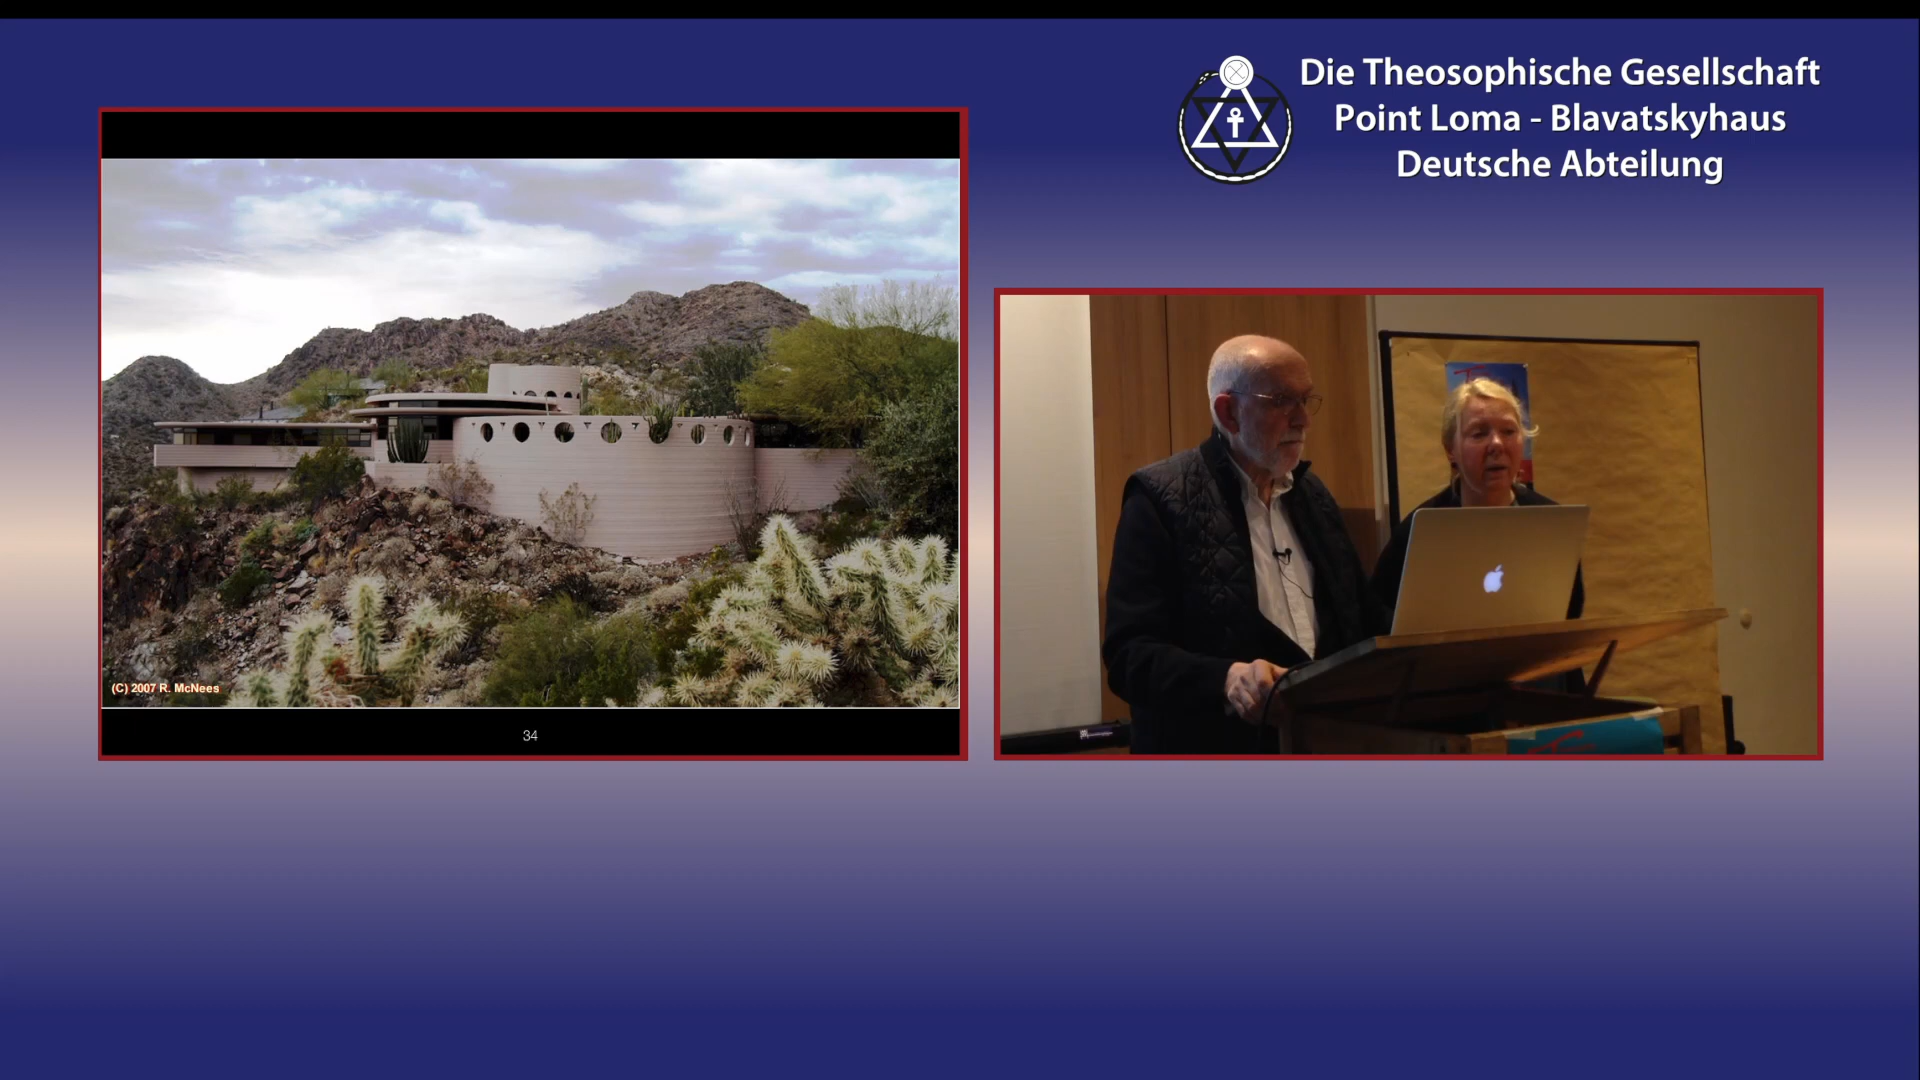 Die Theosophische Gesellschaft
Point Loma - Blavatskyhaus
Deutsche Abteilung
(C) 2007 R. McNees
34